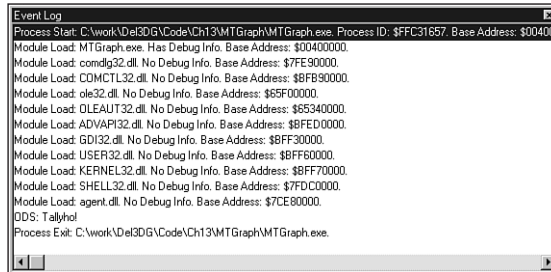 Event Log
Process Start: C:\work\Del3DG\Code\Ch13\MTGraph\MTGraph.exe. Process ID: $FFC31657. Base Address: $0040
Module Load: MTGraph.exe. Has Debug Info. Base Address: $00400000.
Module Load: comdlg32.dll. No Debug Info. Base Address: $7FE90000.
Module Load: COMCTL32.dll. No Debug Info. Base Address: $BFB90000.
Module Load: ole32.dll. No Debug Info. Base Address: $65F00000.
Module Load: OLEAUT32.dll. No Debug Info. Base Address: $65340000.
Module Load: ADVAPI32.dll. No Debug Info. Base Address: $BFED0000.
Module Load: GDI32.dll. No Debug Info. Base Address: $BFF30000.
Module Load: USER32.dll. No Debug Info. Base Address: $BFF60000.
Module Load: KERNEL32.dll. No Debug Info. Base Address: $BFF70000.
Module Load: SHELL32.dll. No Debug Info. Base Address: $7FDC0000.
Module Load: agent.dll. No Debug Info. Base Address: $7CE80000.
ODS: Tallyho!
Process Exit: C:\work\Del3DG\Code\Ch13\MTGraph\MTGraph.exe.